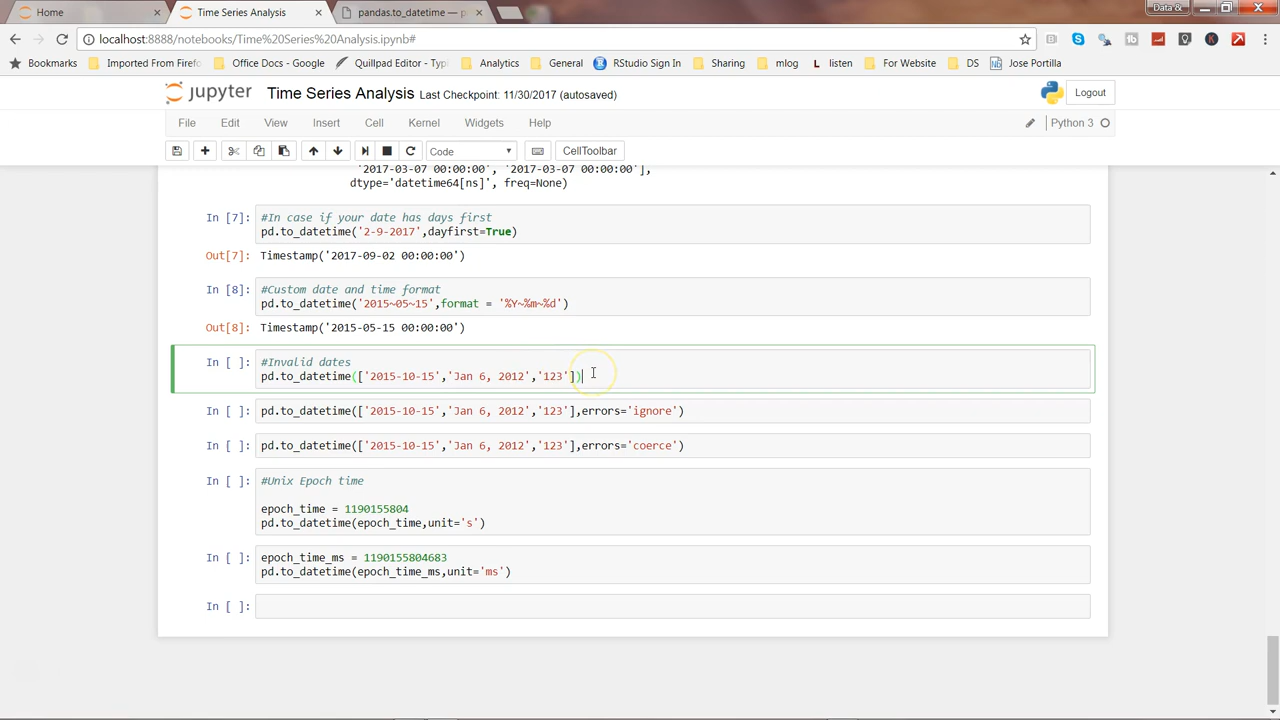 Home
Time Series Analysis
pandas.to_datetime — p
Data &
localhost:8888/notebooks/Time%20Series%20Analysis.ipynb#
Bookmarks Imported From Firefo Office Docs - Google Quillpad Editor - Typi Analytics General RStudio Sign In Sharing mlog listen For Website DS Jose Portilla
jupyter Time Series Analysis Last Checkpoint: 11/30/2017 (autosaved) Logout
File Edit View Insert Cell Kernel Widgets Help Python 3
Code CellToolbar
'2017-03-07 00:00:00', '2017-03-07 00:00:00'],
dtype='datetime64[ns]', freq=None)
In [7]: #In case if your date has days first
pd.to_datetime('2-9-2017',dayfirst=True)
Out[7]: Timestamp('2017-09-02 00:00:00')
In [8]: #Custom date and time format
pd.to_datetime('2015~05~15',format = '%Y~%m~%d')
Out[8]: Timestamp('2015-05-15 00:00:00')
In [ ]: #Invalid dates
pd.to_datetime(['2015-10-15','Jan 6, 2012','123'])
In [ ]: pd.to_datetime(['2015-10-15','Jan 6, 2012','123'],errors='ignore')
In [ ]: pd.to_datetime(['2015-10-15','Jan 6, 2012','123'],errors='coerce')
In [ ]: #Unix Epoch time
epoch_time = 1190155804
pd.to_datetime(epoch_time,unit='s')
In [ ]: epoch_time_ms = 1190155804683
pd.to_datetime(epoch_time_ms,unit='ms')
In [ ]: